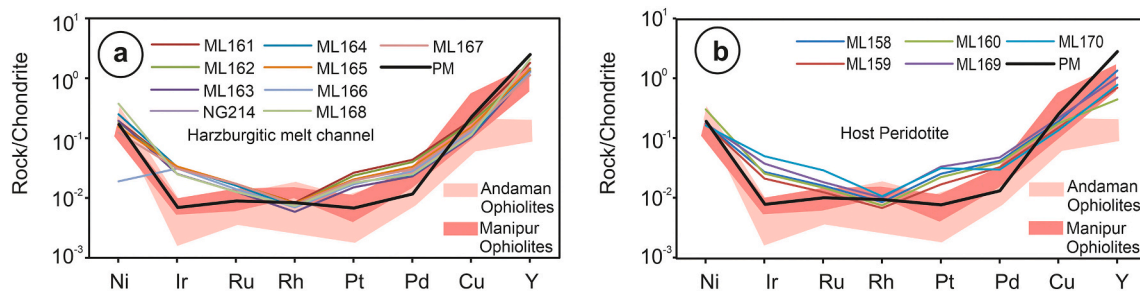 a
Rock/Chondrite
10¹
10⁰
10⁻¹
10⁻²
10⁻³
ML161 ML164 ML167
ML162 ML165 PM
ML163 ML166
NG214 ML168
Harzburgitic melt channel
Andaman
Ophiolites
Manipur
Ophiolites
Ni Ir Ru Rh Pt Pd Cu Y
b
Rock/Chondrite
10¹
10⁰
10⁻¹
10⁻²
10⁻³
ML158 ML160 ML170
ML159 ML169 PM
Host Peridotite
Andaman
Ophiolites
Manipur
Ophiolites
Ni Ir Ru Rh Pt Pd Cu Y